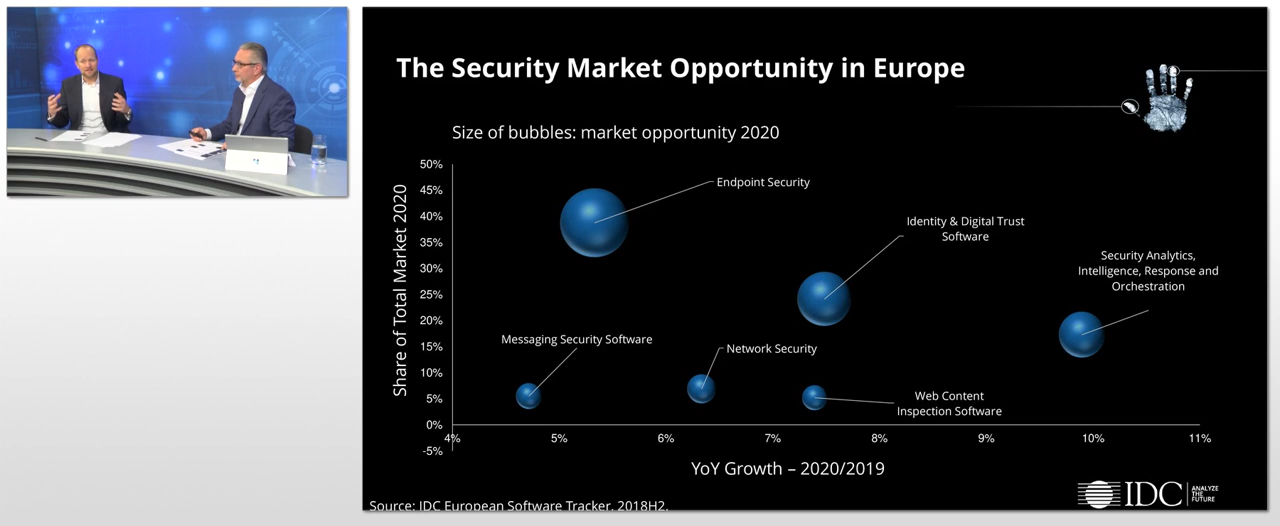 The Security Market Opportunity in Europe
Size of bubbles: market opportunity 2020
Share of Total Market 2020
50%
45%
40%
35%
30%
25%
20%
15%
10%
5%
0%
-5%
Endpoint Security
Identity & Digital Trust
Software
Security Analytics,
Intelligence, Response and
Orchestration
Messaging Security Software
Network Security
Web Content
Inspection Software
4%
5%
6%
7%
8%
9%
10%
11%
YoY Growth – 2020/2019
Source: IDC European Software Tracker, 2018H2.
IDC
ANALYZE
THE
FUTURE